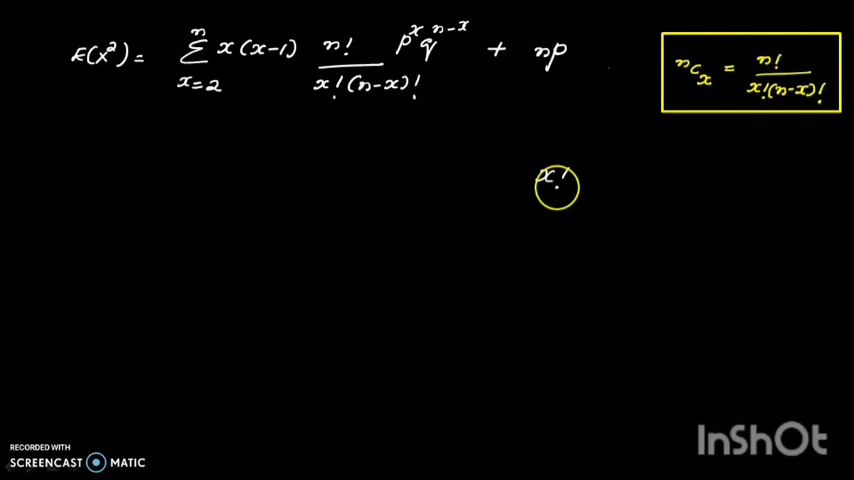 E(x²) = Σ_{x=2}^{n} x(x-1) n!/(x!(n-x)!) p^x q^{n-x} + np
nCx = n!/(x!(n-x)!)
x!
RECORDED WITH
SCREENCAST MATIC
InShOt